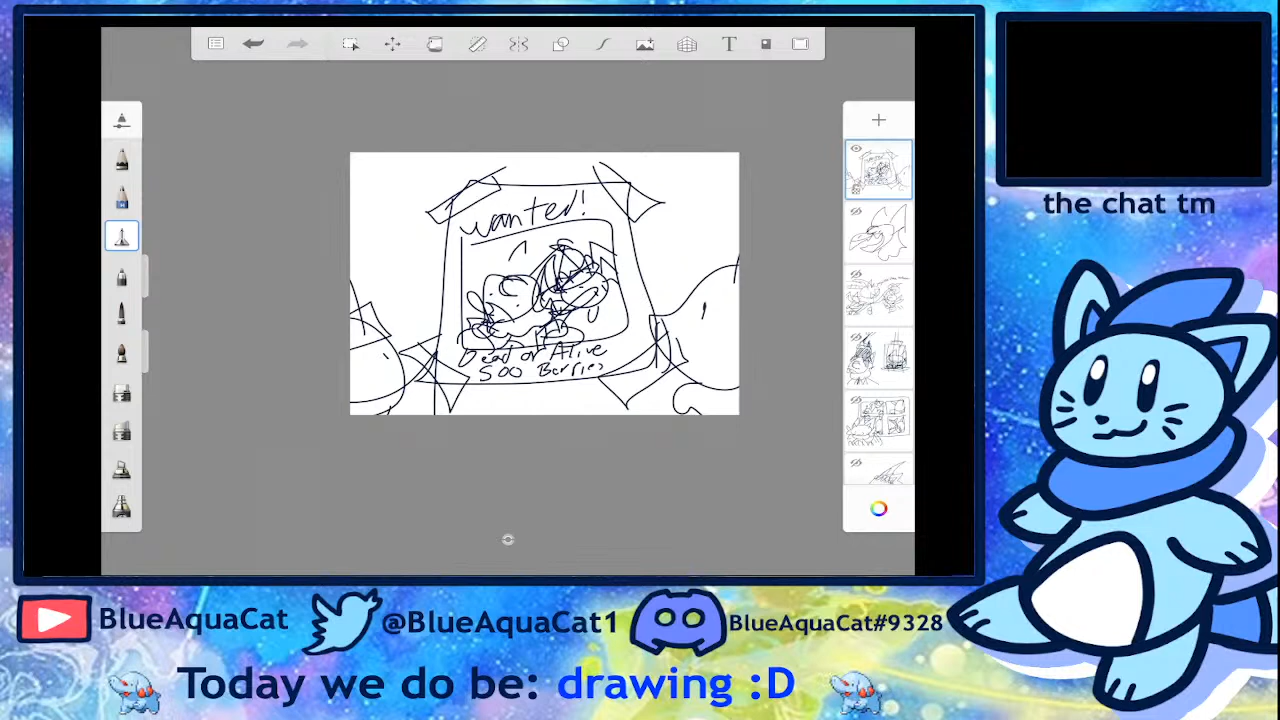 T
wanted!
Dead or Alive
500 Berries
the chat tm
BlueAquaCat
@BlueAquaCat1
BlueAquaCat#9328
Today we do be: drawing :D